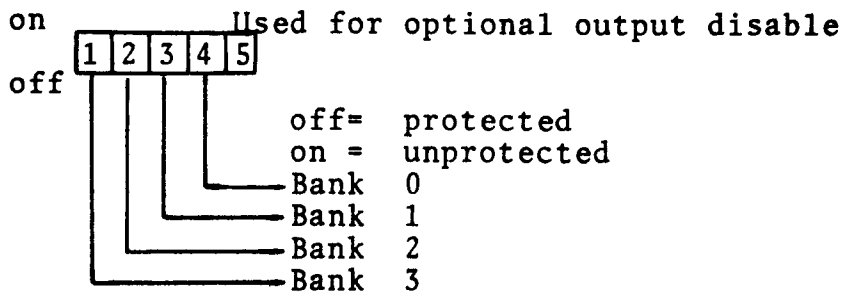 on Used for optional output disable
1 2 3 4 5
off
off= protected
on = unprotected
Bank 0
Bank 1
Bank 2
Bank 3